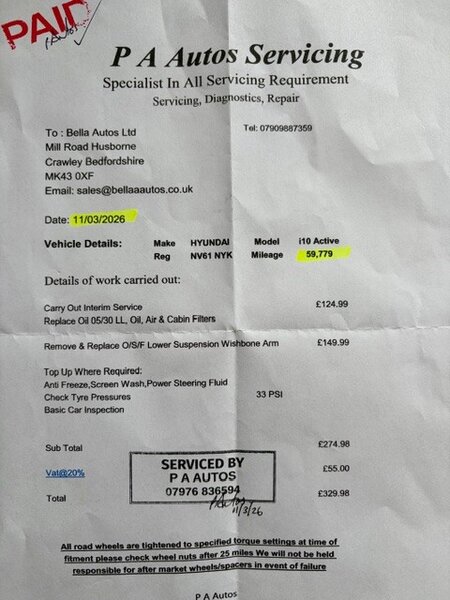 PAID
PAutos
P A Autos Servicing
Specialist In All Servicing Requirement
Servicing, Diagnostics, Repair
To : Bella Autos Ltd
Tel: 07909887359
Mill Road Husborne
Crawley Bedfordshire
MK43 0XF
Email: sales@bellaaautos.co.uk
Date: 11/03/2026
Vehicle Details: Make HYUNDAI Model i10 Active
Reg NV61 NYK Mileage 59,779
Details of work carried out:
Carry Out Interim Service £124.99
Replace Oil 05/30 LL, Oil, Air & Cabin Filters
Remove & Replace O/S/F Lower Suspension Wishbone Arm £149.99
Top Up Where Required:
Anti Freeze,Screen Wash,Power Steering Fluid
Check Tyre Pressures 33 PSI
Basic Car Inspection
Sub Total £274.98
Vat@20% £55.00
Total £329.98
SERVICED BY
P A AUTOS
07976 836594
PAutos
11/3/26
All road wheels are tightened to specified torque settings at time of
fitment please check wheel nuts after 25 miles We will not be held
responsible for after market wheels/spacers in event of failure
P A Autos